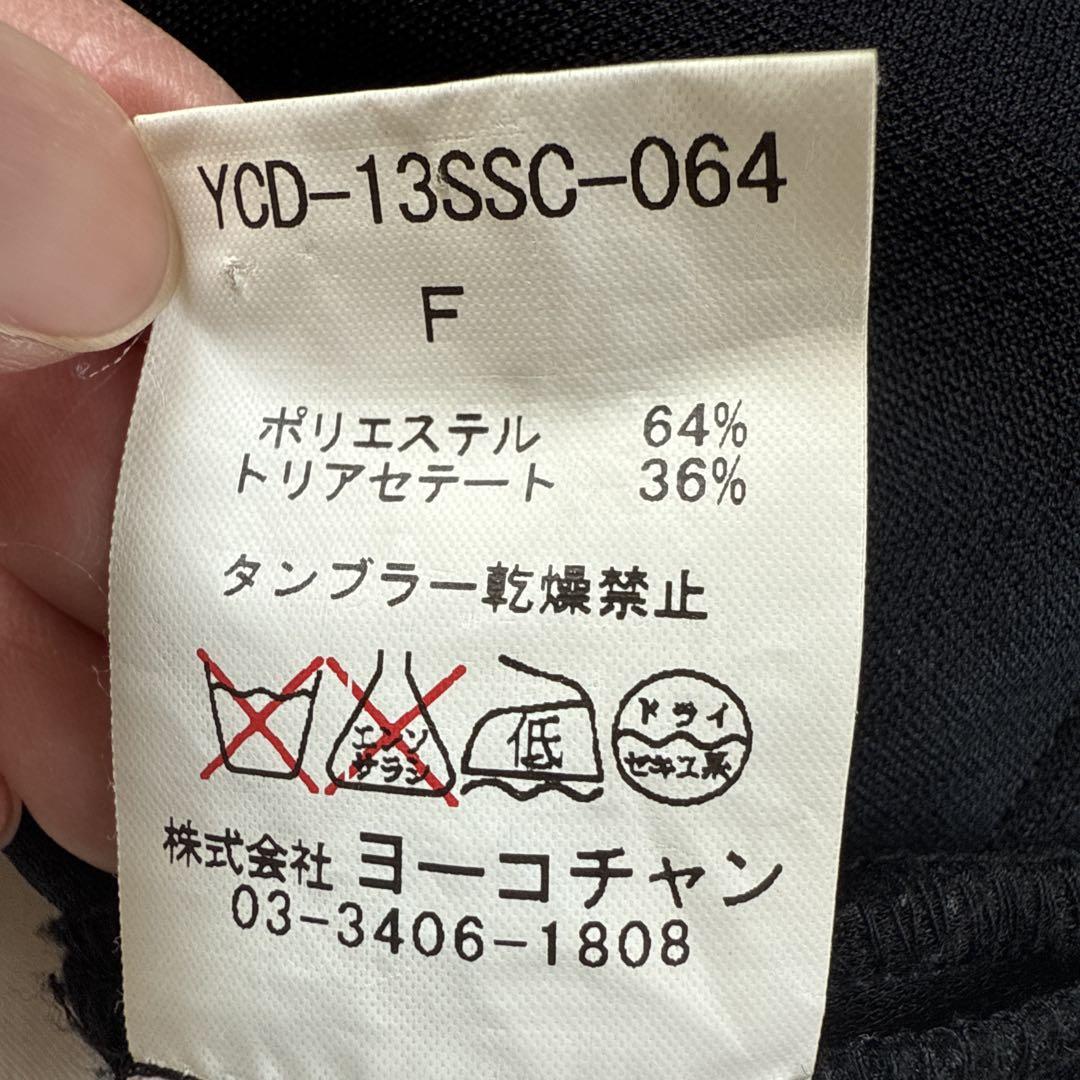 YCD-13SSC-064
F
ポリエステル 64%
トリアセテート 36%
タンブラー乾燥禁止
エンソ
サラシ
低
ドライ
セキユ系
株式会社 ヨーコチャン
03-3406-1808